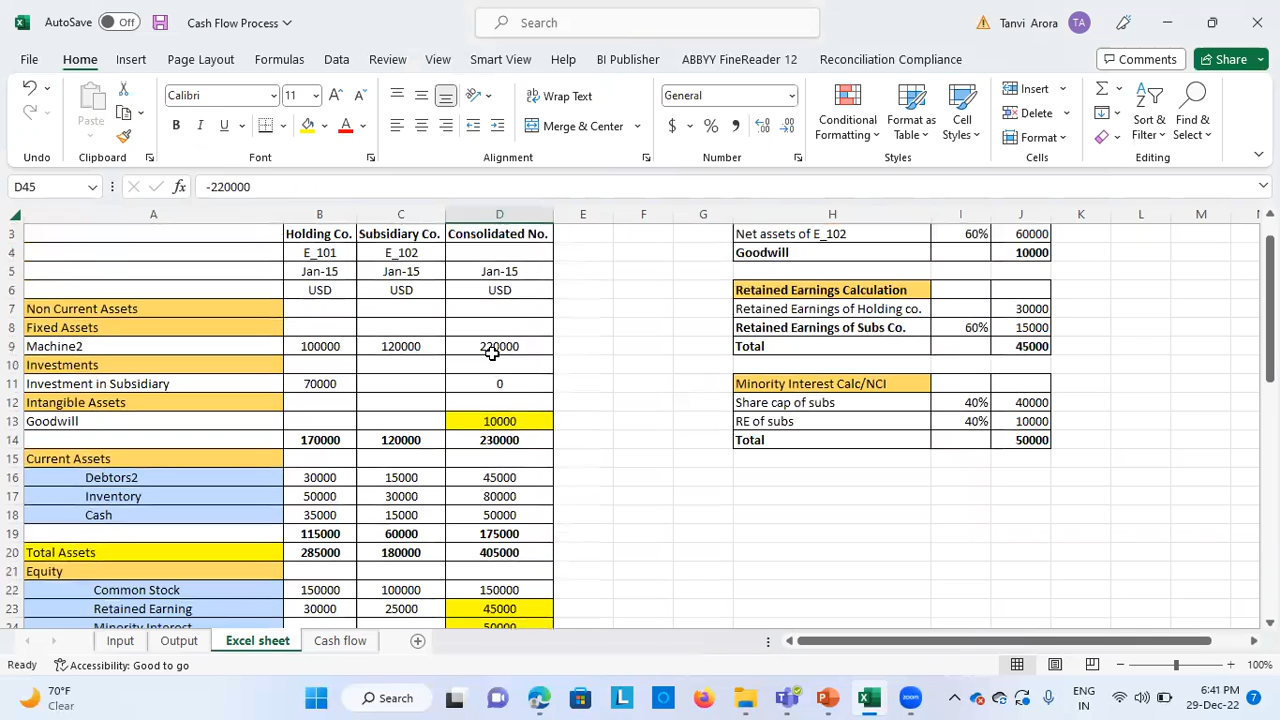 AutoSave Off Cash Flow Process Search Tanvi Arora TA
File Home Insert Page Layout Formulas Data Review View Smart View Help BI Publisher ABBYY FineReader 12 Reconciliation Compliance Comments Share
Paste Calibri 11 Wrap Text General Conditional Formatting Format as Table Cell Styles Insert Sort & Filter Find & Select
B I U Merge & Center $ % Delete Format
Undo Clipboard Font Alignment Number Styles Cells Editing
D45 fx -220000
A B C D E F G H I J K L M
3 Holding Co. Subsidiary Co. Consolidated No. Net assets of E_102 60% 60000
4 E_101 E_102 Goodwill 10000
5 Jan-15 Jan-15 Jan-15
6 USD USD USD Retained Earnings Calculation
7 Non Current Assets Retained Earnings of Holding co. 30000
8 Fixed Assets Retained Earnings of Subs Co. 60% 15000
9 Machine2 100000 120000 220000 Total 45000
10 Investments
11 Investment in Subsidiary 70000 0 Minority Interest Calc/NCI
12 Intangible Assets Share cap of subs 40% 40000
13 Goodwill 10000 RE of subs 40% 10000
14 170000 120000 230000 Total 50000
15 Current Assets
16 Debtors2 30000 15000 45000
17 Inventory 50000 30000 80000
18 Cash 35000 15000 50000
19 115000 60000 175000
20 Total Assets 285000 180000 405000
21 Equity
22 Common Stock 150000 100000 150000
23 Retained Earning 30000 25000 45000
24 Minority Interest 50000
Input Output Excel sheet Cash flow
Ready Accessibility: Good to go 100%
70°F Clear Search ENG IN 6:41 PM 29-Dec-22 7